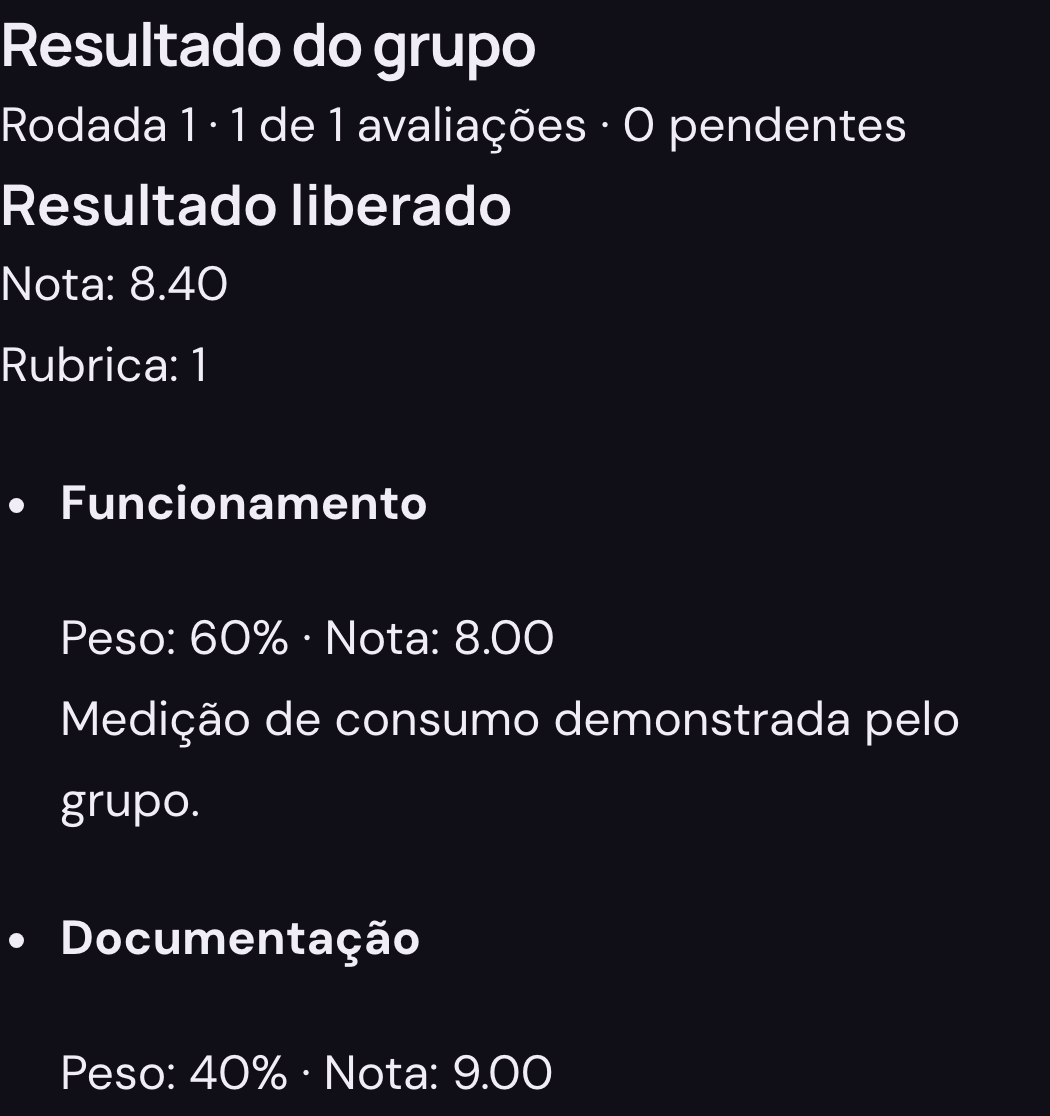 Resultado do grupo
Rodada 1 · 1 de 1 avaliações · 0 pendentes
Resultado liberado
Nota: 8.40
Rubrica: 1
• Funcionamento
Peso: 60% · Nota: 8.00
Medição de consumo demonstrada pelo
grupo.
• Documentação
Peso: 40% · Nota: 9.00